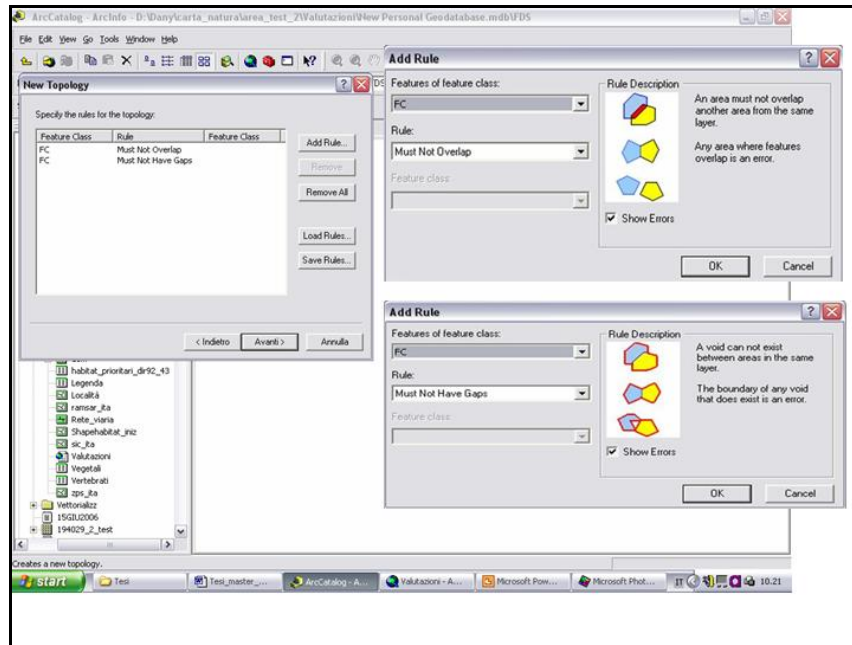 ArcCatalog - ArcInfo - D:\Dany\carta_natura\area_test_2\Valutazioni\New Personal Geodatabase.mdb\FDS
File Edit View Go Tools Window Help
New Topology
Specify the rules for the topology:
Feature Class Rule Feature Class
FC Must Not Overlap
FC Must Not Have Gaps
Add Rule...
Remove
Remove All
Load Rules...
Save Rules...
< Indietro Avanti > Annulla
Add Rule
Features of feature class:
FC
Rule:
Must Not Overlap
Feature class:
Rule Description
An area must not overlap
another area from the same
layer.
Any area where features
overlap is an error.
Show Errors
OK Cancel
Add Rule
Features of feature class:
FC
Rule:
Must Not Have Gaps
Feature class:
Rule Description
A void can not exist
between areas in the same
layer.
The boundary of any void
that does exist is an error.
Show Errors
OK Cancel
habitat_prioritari_dir92_43
Legenda
Località
ramsar_ita
Rete_viaria
Shapehabitat_iniz
sic_ita
Valutazioni
Vegetali
Vertebrati
zps_ita
Vettorializz
15GIU2006
194029_2_test
Creates a new topology.
start Tesi Tesi_master_... ArcCatalog - A... Valutazioni - A... Microsoft Pow... Microsoft Phot... IT 10.21